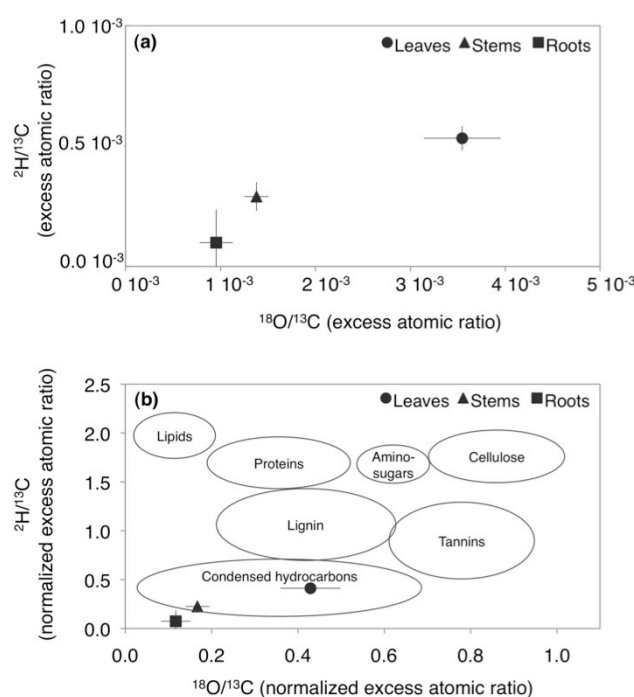 (a)
●Leaves ▲Stems ■Roots
1.0 10⁻³
0.5 10⁻³
0.0 10⁻³
²H/¹³C
(excess atomic ratio)
0 10⁻³ 1 10⁻³ 2 10⁻³ 3 10⁻³ 4 10⁻³ 5 10⁻³
¹⁸O/¹³C (excess atomic ratio)
(b)
●Leaves ▲Stems ■Roots
2.5
2.0
1.5
1.0
0.5
0.0
²H/¹³C
(normalized excess atomic ratio)
Lipids
Proteins
Amino-
sugars
Cellulose
Lignin
Tannins
Condensed hydrocarbons
0.0 0.2 0.4 0.6 0.8 1.0
¹⁸O/¹³C (normalized excess atomic ratio)